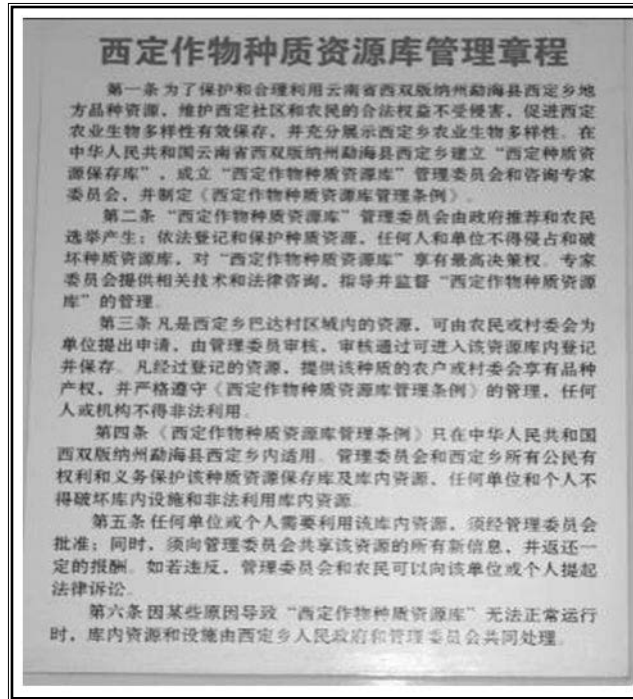 西定作物种质资源库管理章程
第一条 为了保护和合理利用云南省西双版纳州勐海县西定乡地
方品种资源，维护西定社区和农民的合法权益不受侵害，促进西定
农业生物多样性有效保存，并充分展示西定乡农业生物多样性。在
中华人民共和国云南省西双版纳州勐海县西定乡建立“西定种质资
源保存库”，成立“西定作物种质资源库”管理委员会和咨询专家
委员会，并制定《西定作物种质资源库管理条例》。
第二条 “西定作物种质资源库”管理委员会由政府推荐和农民
选举产生；依法登记和保护种质资源，任何人和单位不得侵占和破
坏种质资源库，对“西定作物种质资源库”享有最高决策权。专家
委员会提供相关技术和法律咨询，指导并监督“西定作物种质资源
库”的管理。
第三条 凡是西定乡巴达村区域内的资源，可由农民或村委会为
单位提出申请，由管理委员审核，审核通过可进入该资源库内登记
并保存。凡经过登记的资源，提供该种质的农户或村委会享有品种
产权，并严格遵守《西定作物种质资源库管理条例》的管理，任何
人或机构不得非法利用。
第四条《西定作物种质资源库管理条例》只在中华人民共和国
西双版纳州勐海县西定乡内适用。管理委员会和西定乡所有公民有
权利和义务保护该种质资源保存库及库内资源，任何单位和个人不
得破坏库内设施和非法利用库内资源。
第五条 任何单位或个人需要利用该库内资源，须经管理委员会
批准；同时，须向管理委员会共享该资源的所有新信息，并返还一
定的报酬。如若违反，管理委员会和农民可以向该单位或个人提起
法律诉讼。
第六条 因某些原因导致“西定作物种质资源库”无法正常运行
时，库内资源和设施由西定乡人民政府和管理委员会共同处理。